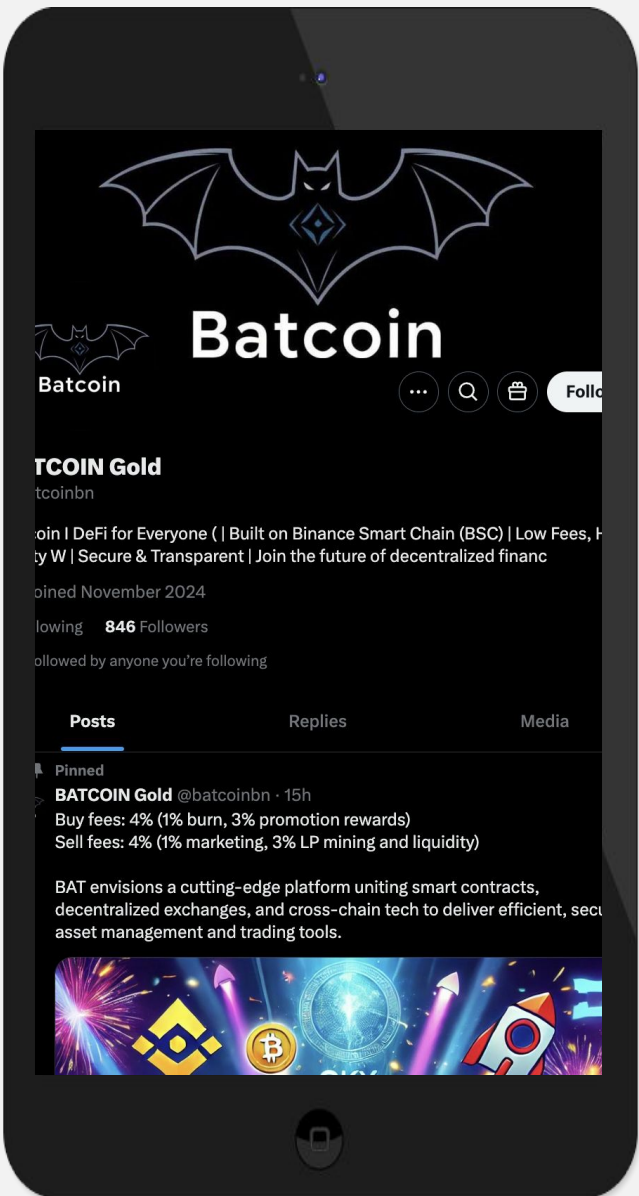 Batcoin
Batcoin
Follo
TCOIN Gold
tcoinbn
coin I DeFi for Everyone ( | Built on Binance Smart Chain (BSC) | Low Fees, H
ty W | Secure & Transparent | Join the future of decentralized financ
oined November 2024
lowing 846 Followers
ollowed by anyone you’re following
Posts Replies Media
Pinned
BATCOIN Gold @batcoinbn · 15h
Buy fees: 4% (1% burn, 3% promotion rewards)
Sell fees: 4% (1% marketing, 3% LP mining and liquidity)
BAT envisions a cutting-edge platform uniting smart contracts,
decentralized exchanges, and cross-chain tech to deliver efficient, secu
asset management and trading tools.
B